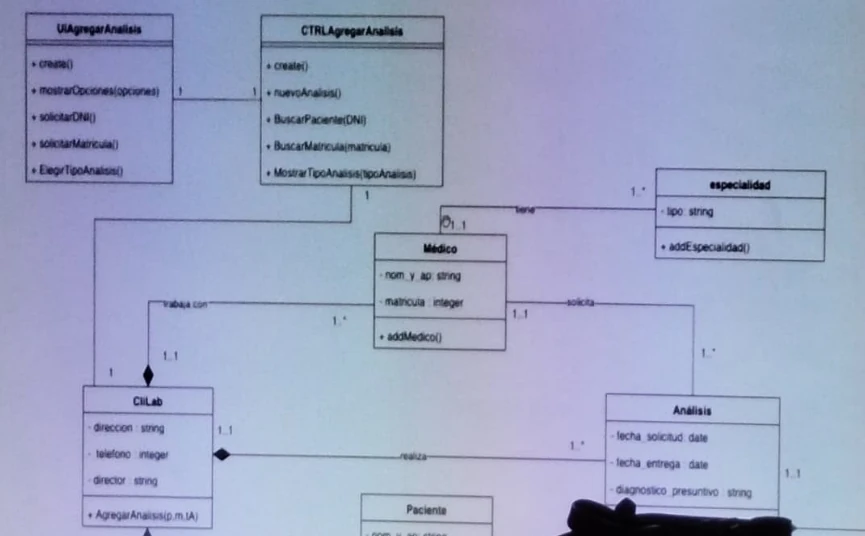 UIAgregarAnalisis
+ create()
+ mostrarOpciones(opciones)
+ solicitarDNI()
+ solicitarMatricula()
+ ElegirTipoAnalisis()
1
1
CTRLAgregarAnalisis
+ create()
+ nuevoAnalisis()
+ BuscarPaciente(DNI)
+ BuscarMatricula(matricula)
+ MostrarTipoAnalisis(tipoAnalisis)
1
especialidad
- tipo: string
+ addEspecialidad()
1..*
tiene
1..1
Médico
- nom_y_ap: string
- matricula : integer
+ addMedico()
trabaja con
1..*
1..1
1
solicita
1..1
1..*
CliLab
- direccion : string
- telefono : integer
- director : string
+ AgregarAnalisis(p,m,tA)
1..1
realiza
1..*
Análisis
- fecha_solicitud: date
- fecha_entrega : date
- diagnostico_presuntivo : string
1..1
Paciente